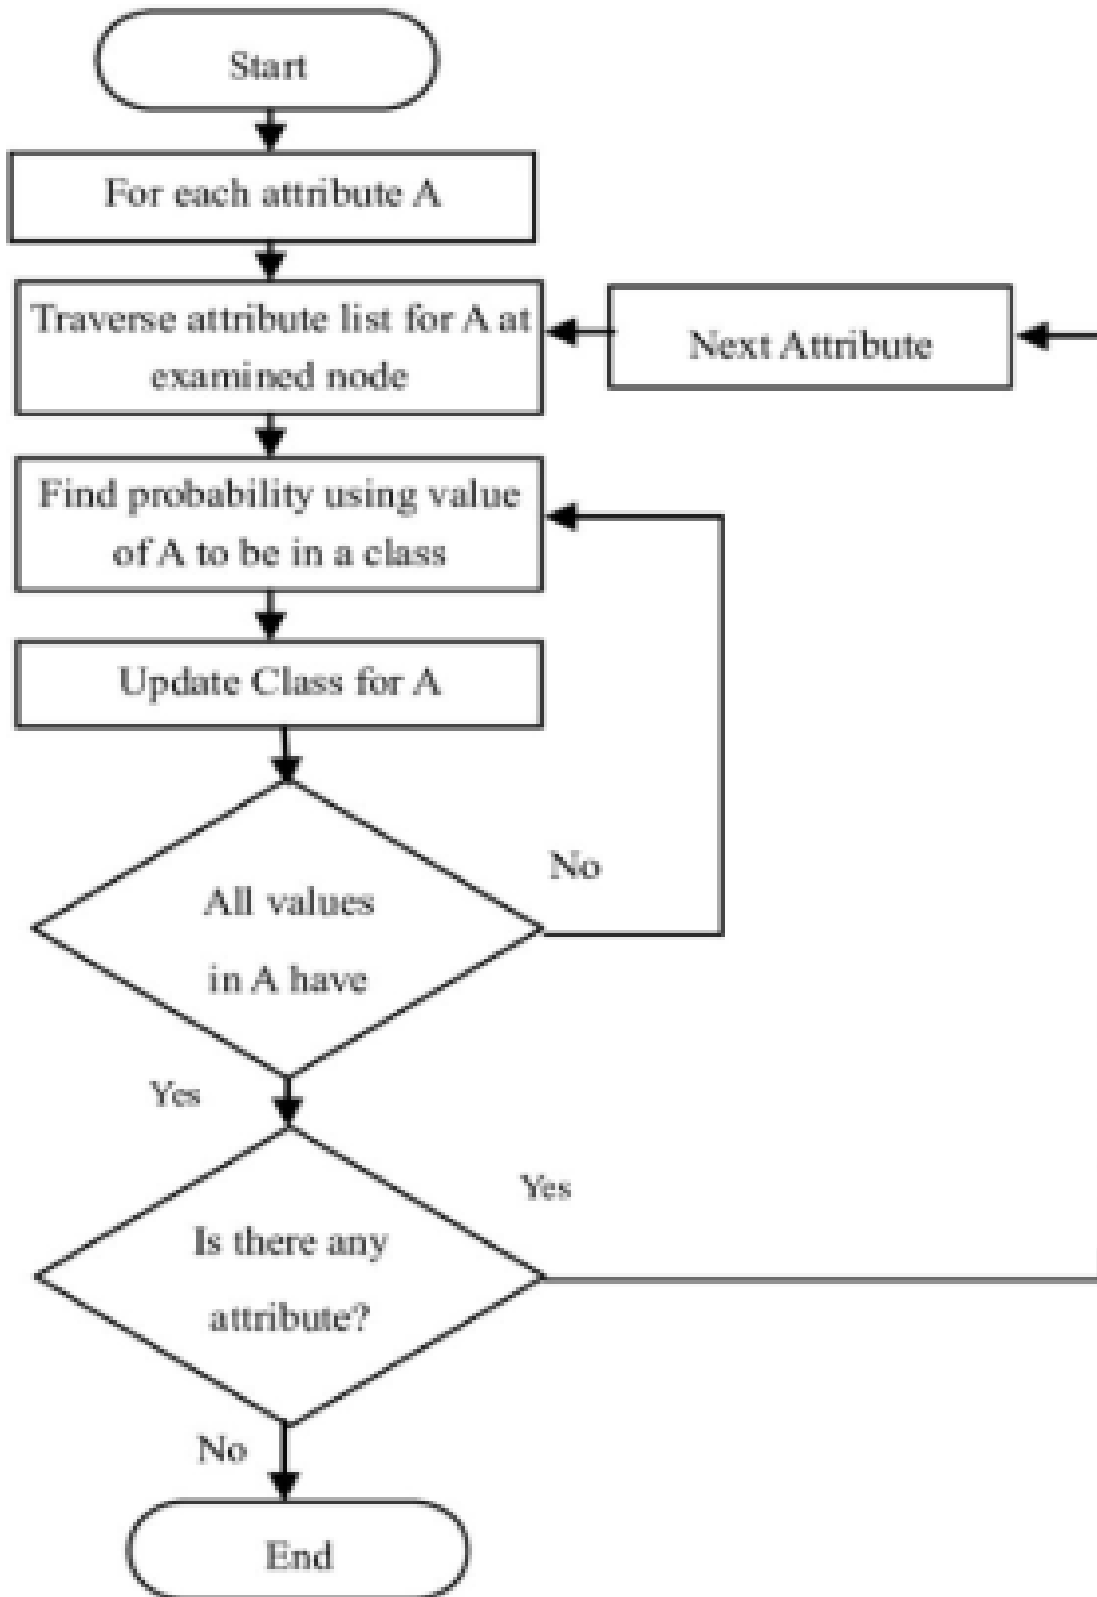 Start
For each attribute A
Traverse attribute list for A at
examined node
Next Attribute
Find probability using value
of A to be in a class
Update Class for A
No
All values
in A have
Yes
Yes
Is there any
attribute?
No
End